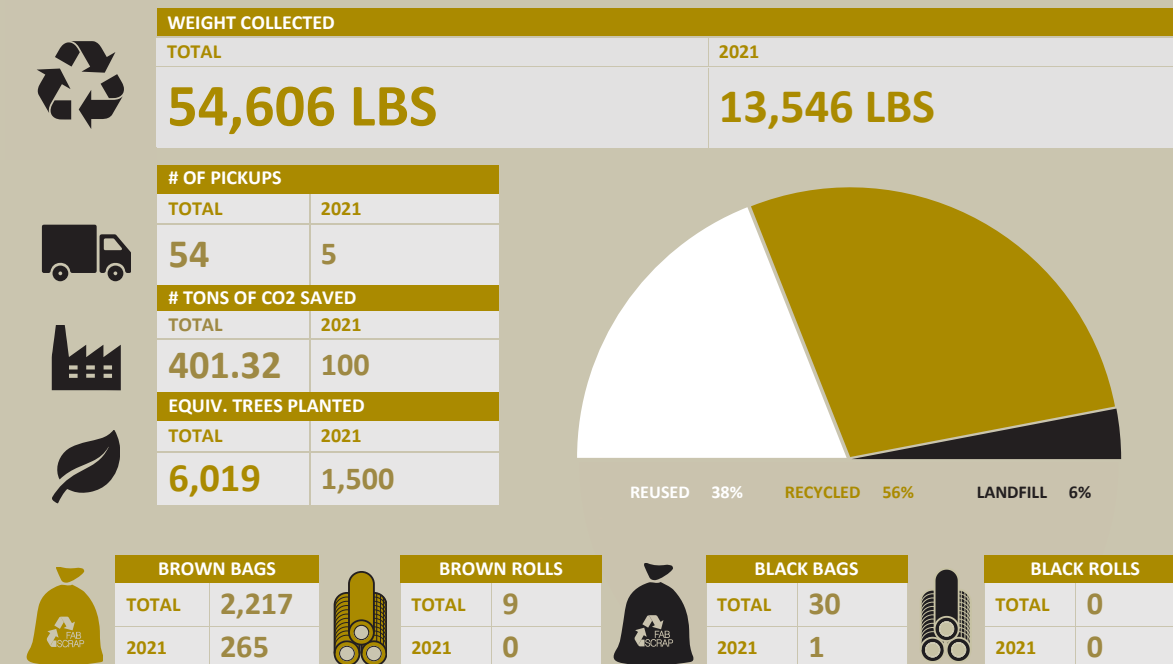 WEIGHT COLLECTED
TOTAL 2021
54,606 LBS 13,546 LBS
# OF PICKUPS
TOTAL 2021
54 5
# TONS OF CO2 SAVED
TOTAL 2021
401.32 100
EQUIV. TREES PLANTED
TOTAL 2021
6,019 1,500
REUSED 38% RECYCLED 56% LANDFILL 6%
BROWN BAGS
TOTAL 2,217
2021 265
FAB
SCRAP
BROWN ROLLS
TOTAL 9
2021 0
BLACK BAGS
TOTAL 30
2021 1
FAB
SCRAP
BLACK ROLLS
TOTAL 0
2021 0